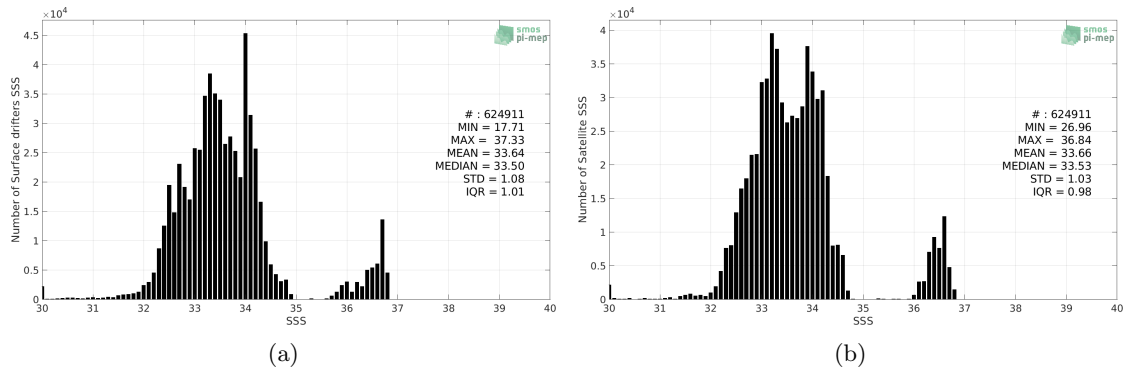 ×10⁴
4.5
4
3.5
3
2.5
2
1.5
1
0.5
0
30 31 32 33 34 35 36 37 38 39 40
Number of Surface drifters SSS
SSS
smos
pi-mep
# : 624911
MIN = 17.71
MAX = 37.33
MEAN = 33.64
MEDIAN = 33.50
STD = 1.08
IQR = 1.01
(a)
×10⁴
4
3.5
3
2.5
2
1.5
1
0.5
0
30 31 32 33 34 35 36 37 38 39 40
Number of Satellite SSS
SSS
smos
pi-mep
# : 624911
MIN = 26.96
MAX = 36.84
MEAN = 33.66
MEDIAN = 33.53
STD = 1.03
IQR = 0.98
(b)